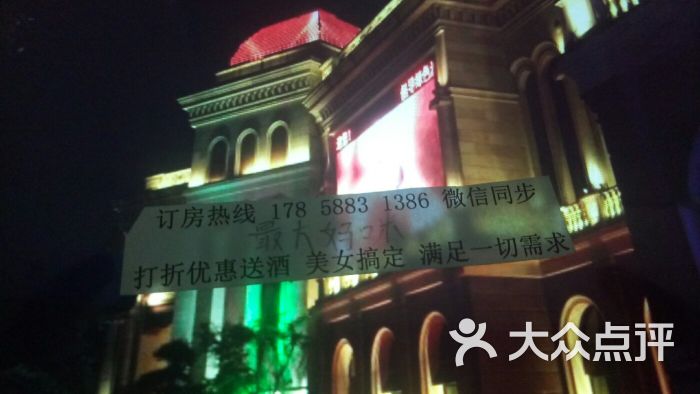 订房热线 178 5883 1386 微信同步
打折优惠送酒 美女搞定 满足一切需求
大众点评